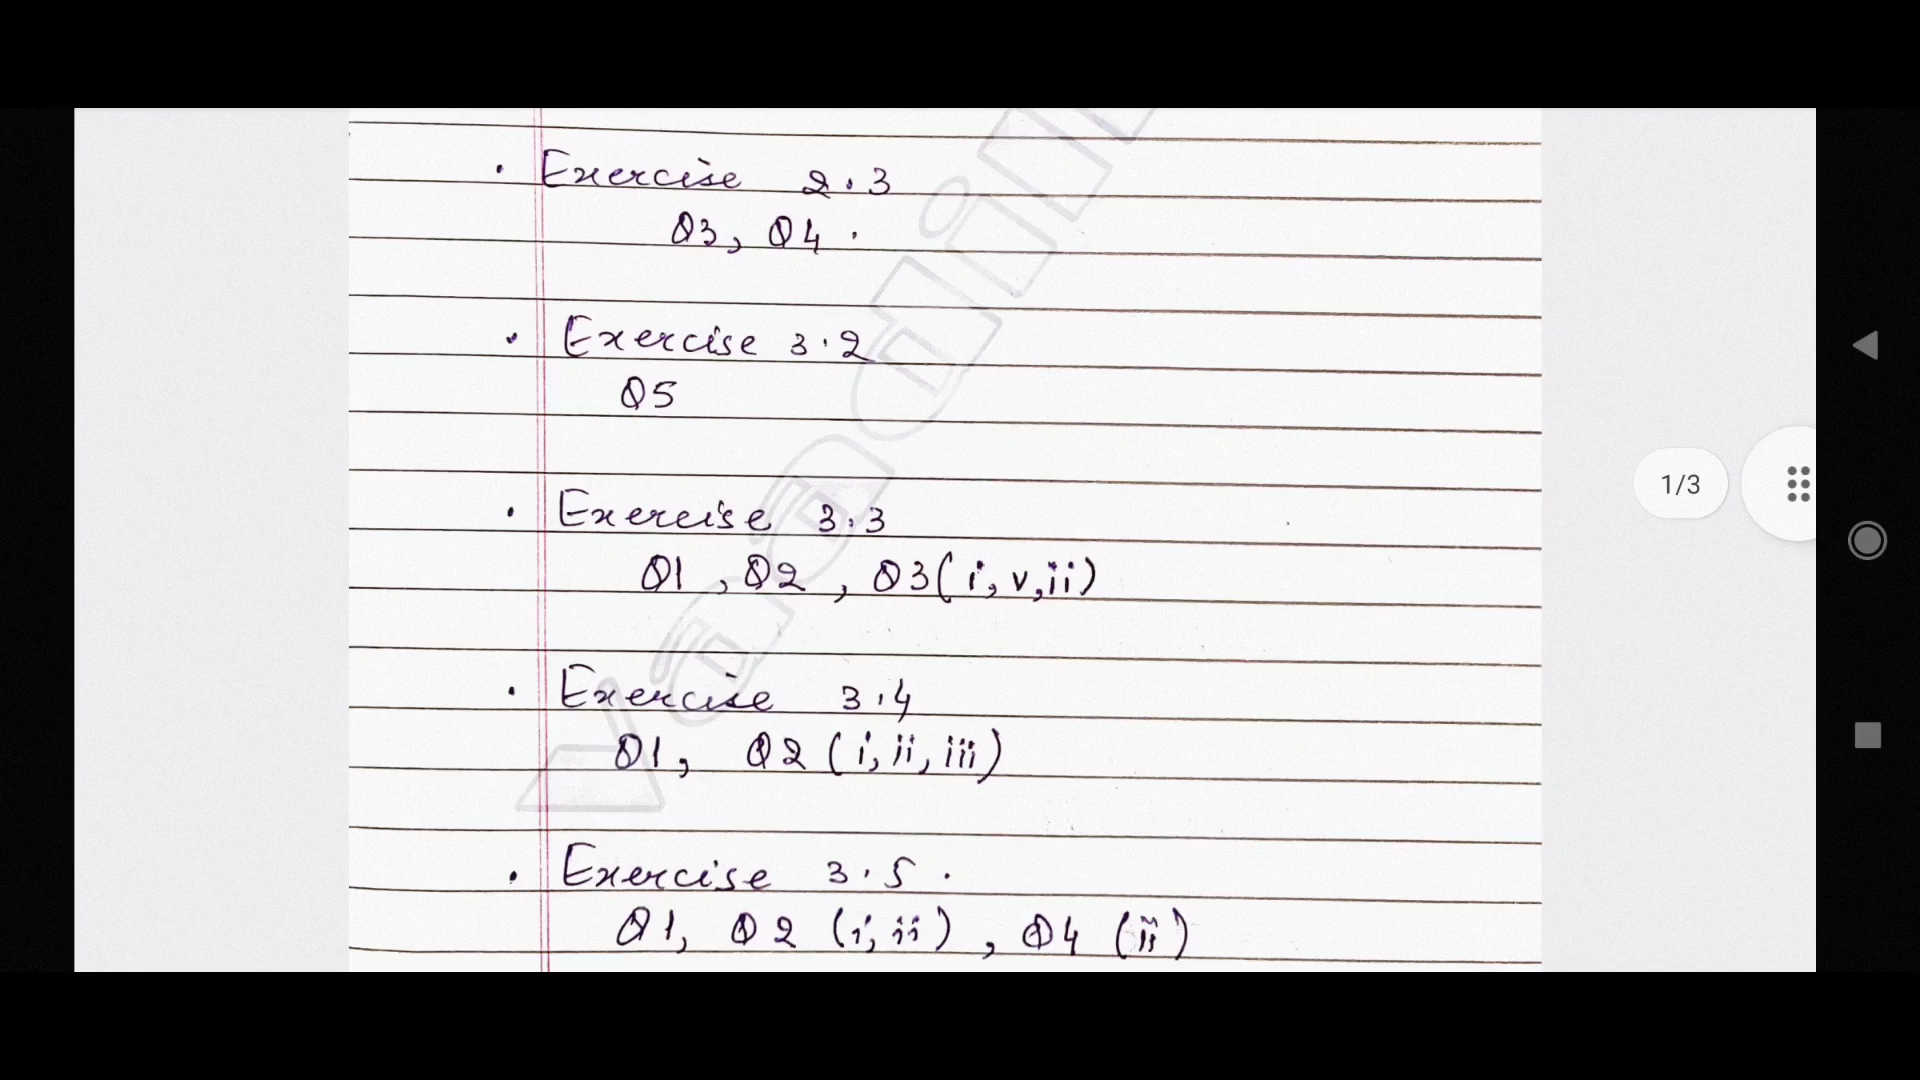 . Exercise 2.3
Q3, Q4 .
. Exercise 3.2
Q5
. Exercise 3.3
Q1 , Q2 , Q3 ( i, v, ii )
. Exercise 3.4
Q1, Q2 ( i, ii, iii )
. Exercise 3.5 .
Q1, Q2 ( i, ii ) , Q4 ( ii )
1/3